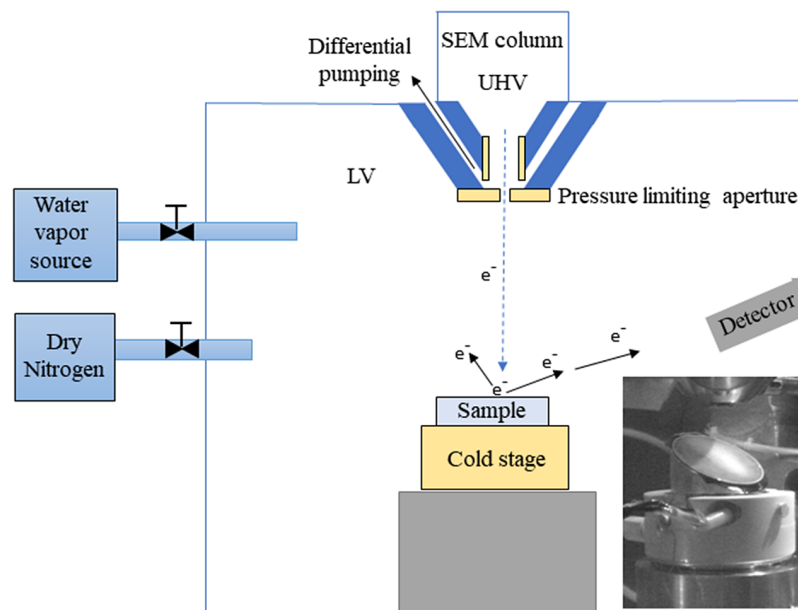 SEM column
UHV
Differential
pumping
LV
Pressure limiting aperture
Water
vapor
source
e-
Detector
Dry
Nitrogen
e-
e-
e-
e-
Sample
Cold stage